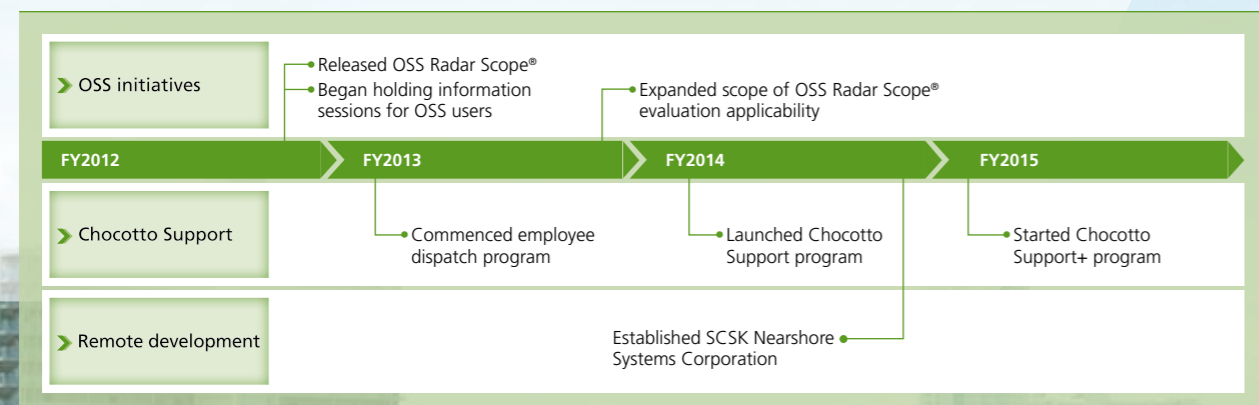 OSS initiatives
Released OSS Radar Scope®
Began holding information
sessions for OSS users
Expanded scope of OSS Radar Scope®
evaluation applicability
FY2012
FY2013
FY2014
FY2015
Chocotto Support
Commenced employee
dispatch program
Launched Chocotto
Support program
Started Chocotto
Support+ program
Remote development
Established SCSK Nearshore
Systems Corporation